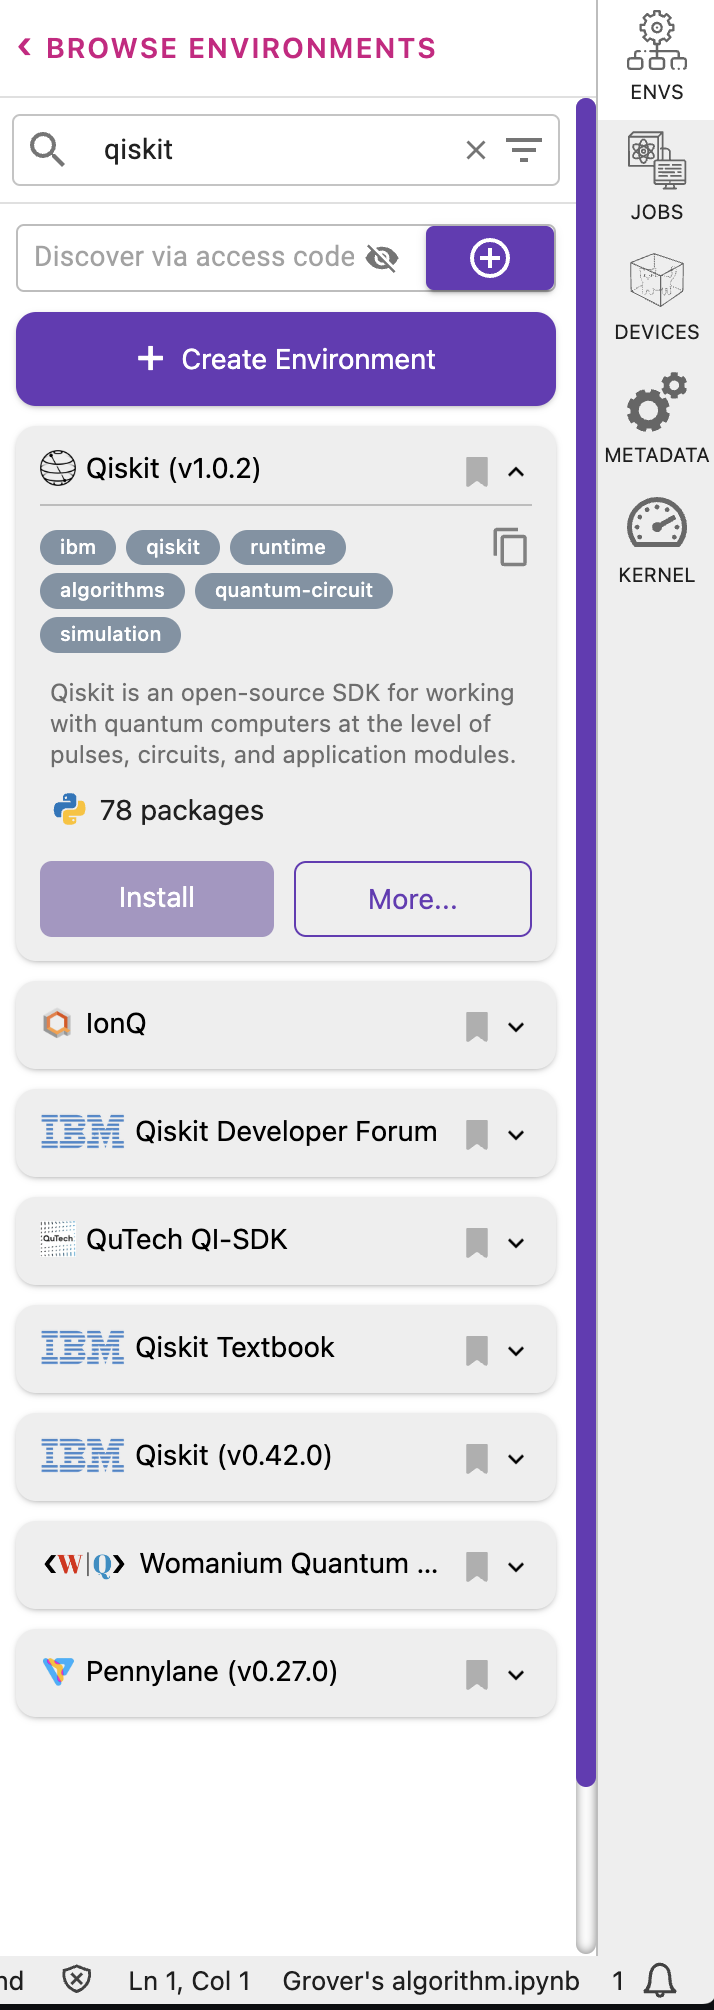 BROWSE ENVIRONMENTS
ENVS
qiskit
JOBS
Discover via access code
DEVICES
Create Environment
METADATA
Qiskit (v1.0.2)
KERNEL
ibm qiskit runtime
algorithms quantum-circuit
simulation
Qiskit is an open-source SDK for working
with quantum computers at the level of
pulses, circuits, and application modules.
78 packages
Install More...
IonQ
IBM Qiskit Developer Forum
QuTech QuTech QI-SDK
IBM Qiskit Textbook
IBM Qiskit (v0.42.0)
<W|Q> Womanium Quantum ...
Pennylane (v0.27.0)
nd Ln 1, Col 1 Grover's algorithm.ipynb 1